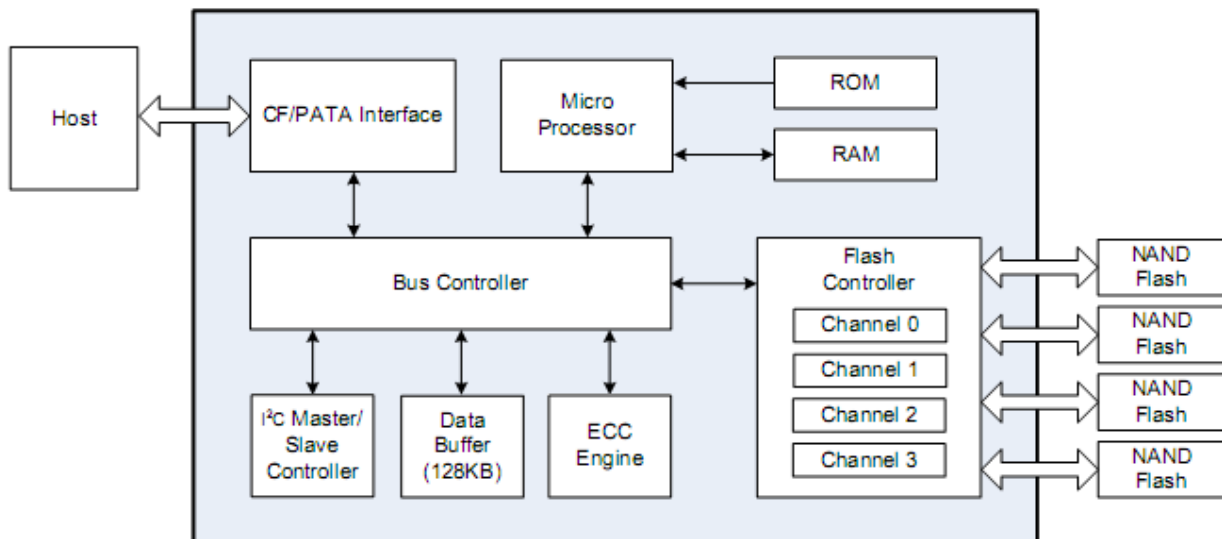 Host
CF/PATA Interface
Micro
Processor
ROM
RAM
Bus Controller
Flash
Controller
Channel 0
Channel 1
Channel 2
Channel 3
NAND
Flash
NAND
Flash
NAND
Flash
NAND
Flash
I²C Master/
Slave
Controller
Data
Buffer
(128KB)
ECC
Engine